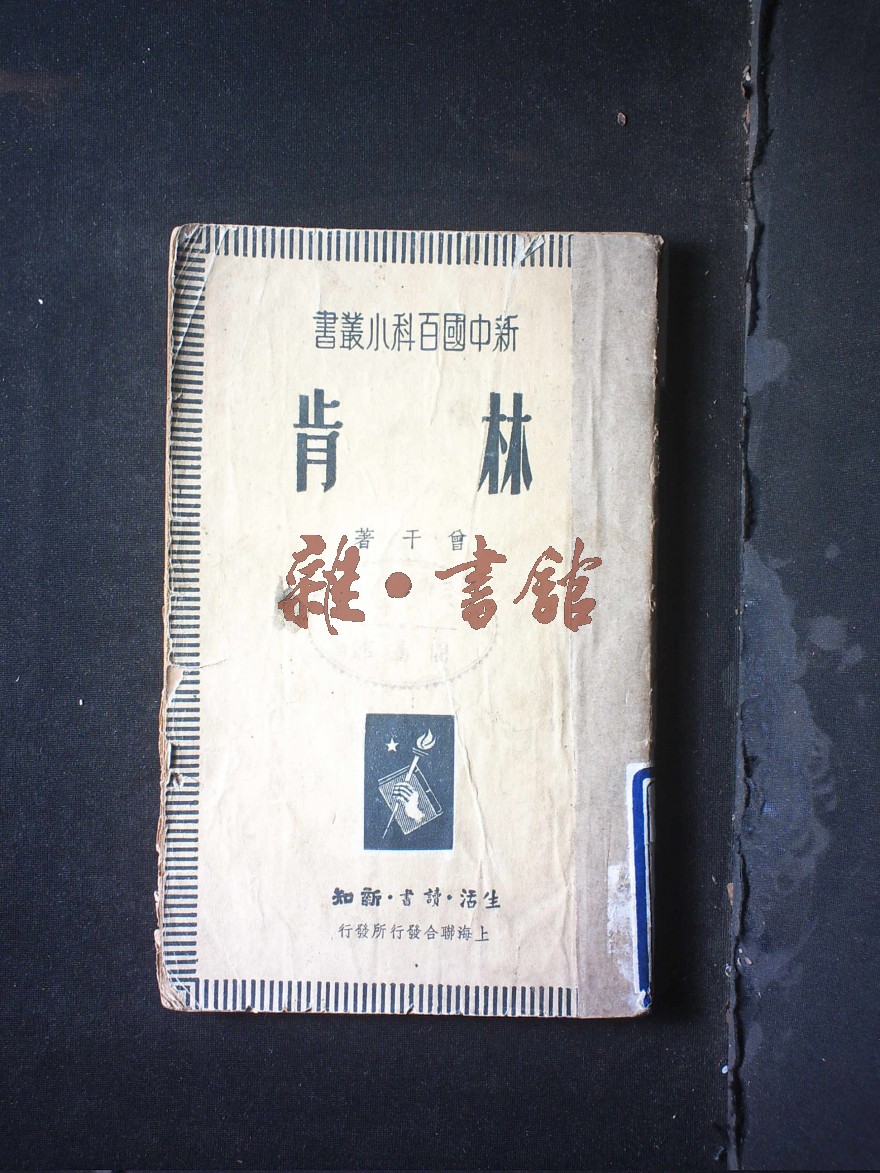 新中國百科小叢書
林肯
曾干著
雜•書舘
生活·讀書·新知
上海聯合發行所發行